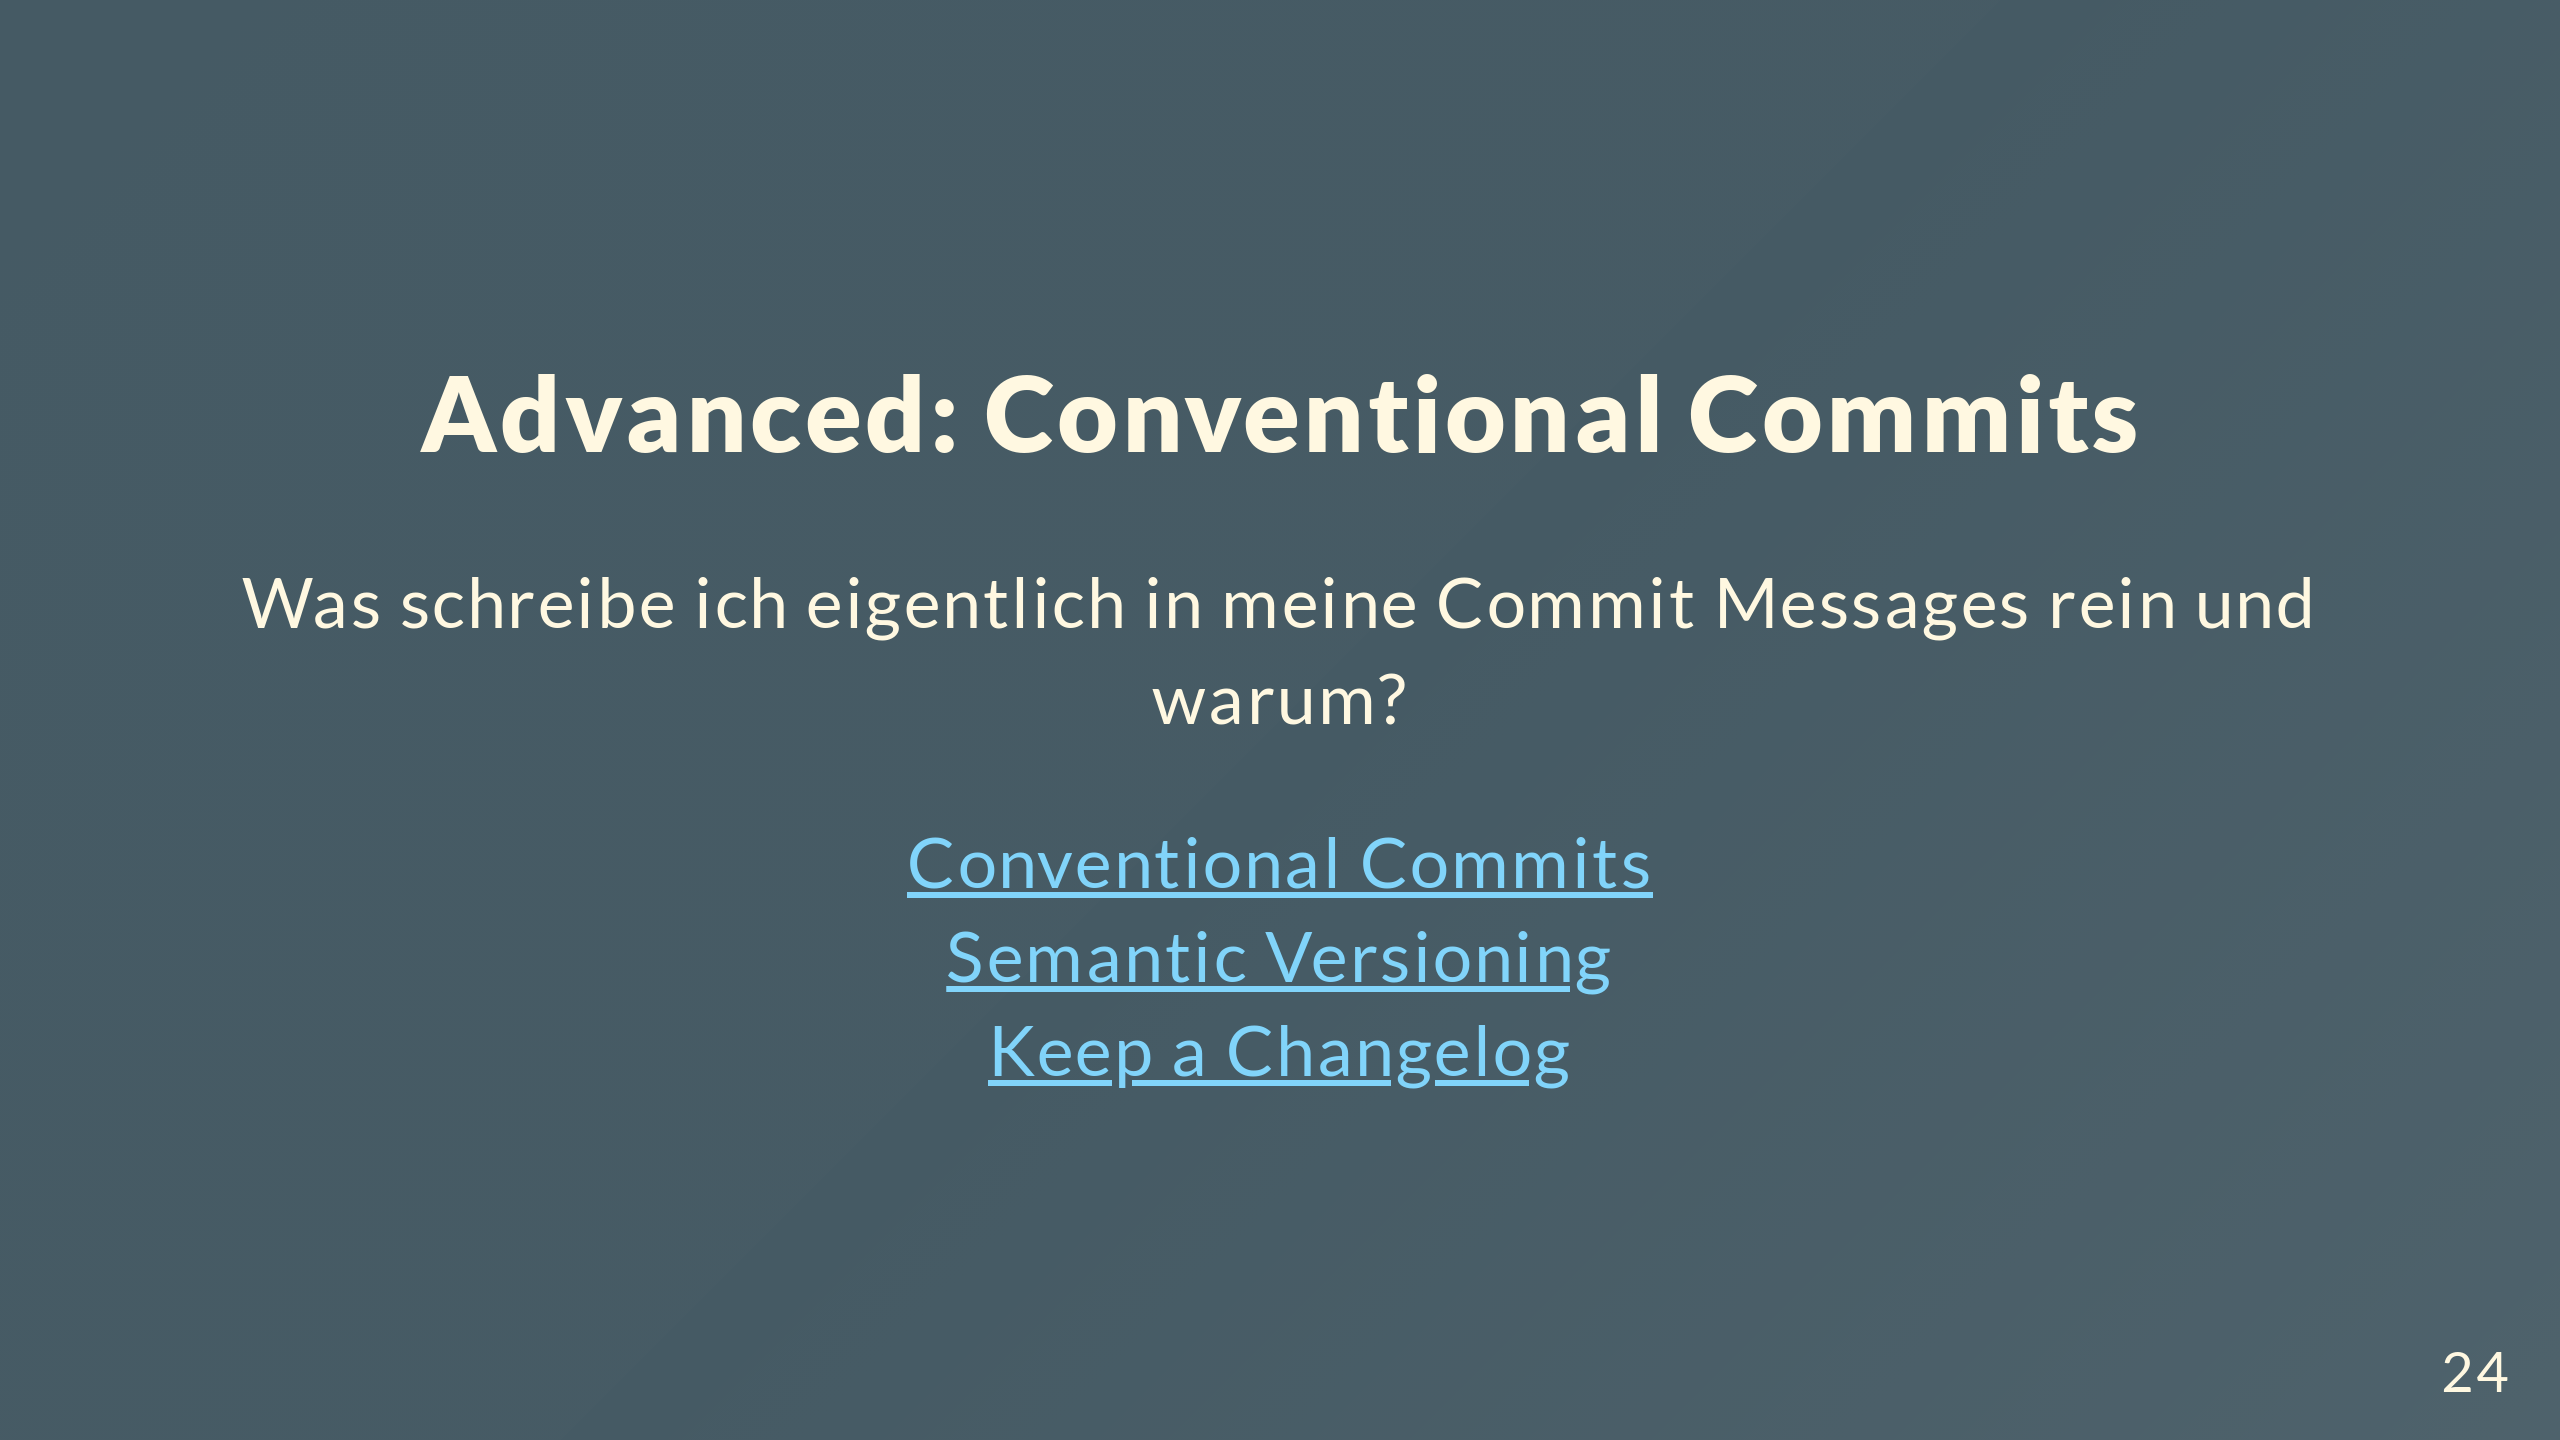 Advanced: Conventional Commits
Was schreibe ich eigentlich in meine Commit Messages rein und
warum?
Conventional Commits
Semantic Versioning
Keep a Changelog
24